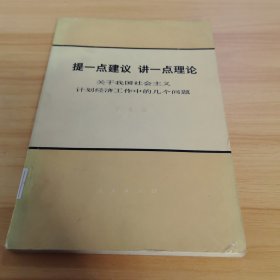 提一点建议 讲一点理论
关于我国社会主义
计划经济工作中的几个问题